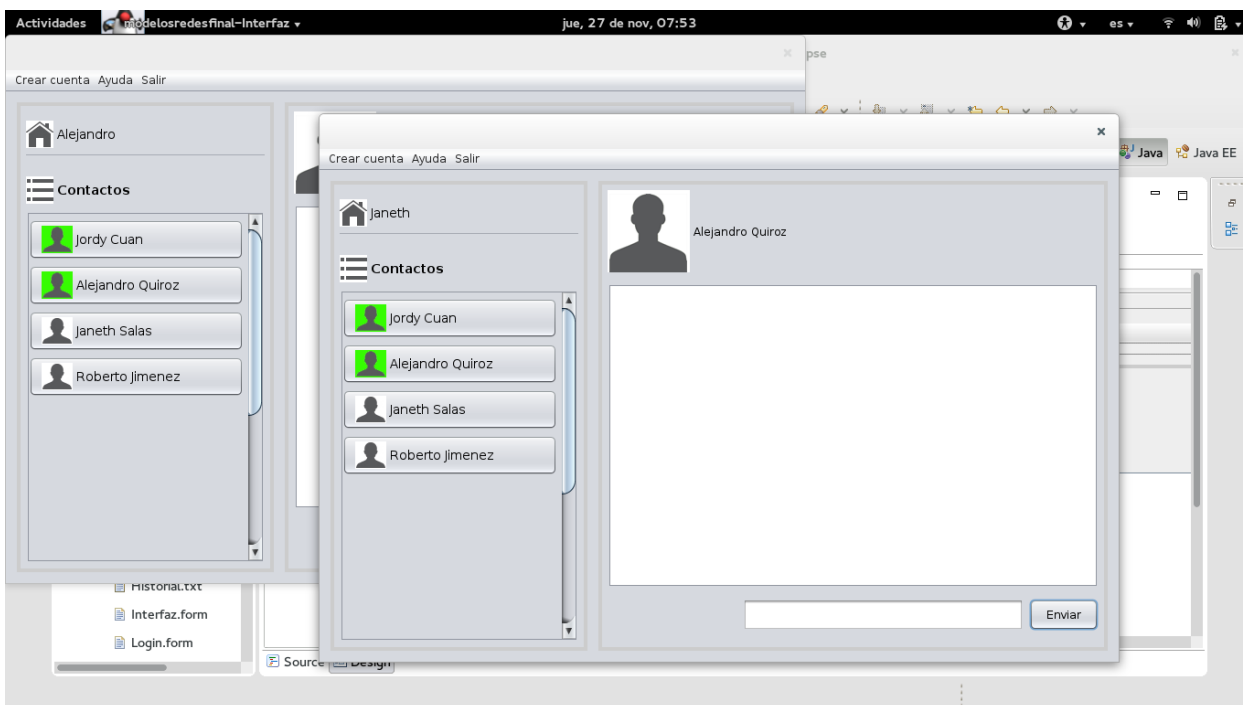 Actividades modelosredesfinal-Interfaz jue, 27 de nov, 07:53 es
pse
Crear cuenta Ayuda Salir
Alejandro
Contactos
Jordy Cuan
Alejandro Quiroz
Janeth Salas
Roberto Jimenez
Crear cuenta Ayuda Salir
Janeth
Contactos
Jordy Cuan
Alejandro Quiroz
Janeth Salas
Roberto Jimenez
Alejandro Quiroz
Enviar
Java Java EE
Historial.txt
Interfaz.form
Login.form
Source Design